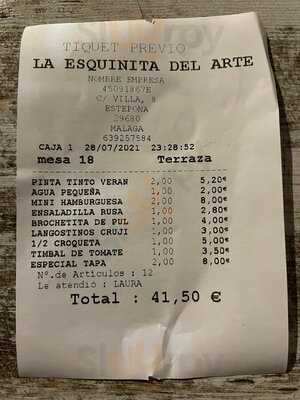 TIQUET PREVIO
LA ESQUINITA DEL ARTE
NOMBRE EMPRESA
45091867E
C/ VILLA, 8
ESTEPONA
29680
MALAGA
639257584
CAJA 1 28/07/2021 23:28:52
mesa 18 Terraza
PINTA TINTO VERAN 2,00 5,20€
AGUA PEQUEÑA 1,00 2,00€
MINI HAMBURGUESA 2,00 8,00€
ENSALADILLA RUSA 1,00 2,80€
BROCHETITA DE PUL 1,00 4,00€
LANGOSTINOS CRUJI 1,00 3,00€
1/2 CROQUETA 1,00 5,00€
TIMBAL DE TOMATE 1,00 3,50€
ESPECIAL TAPA 2,00 8,00€
Nº.de Articulos : 12
Le atendió : LAURA
Total : 41,50 €